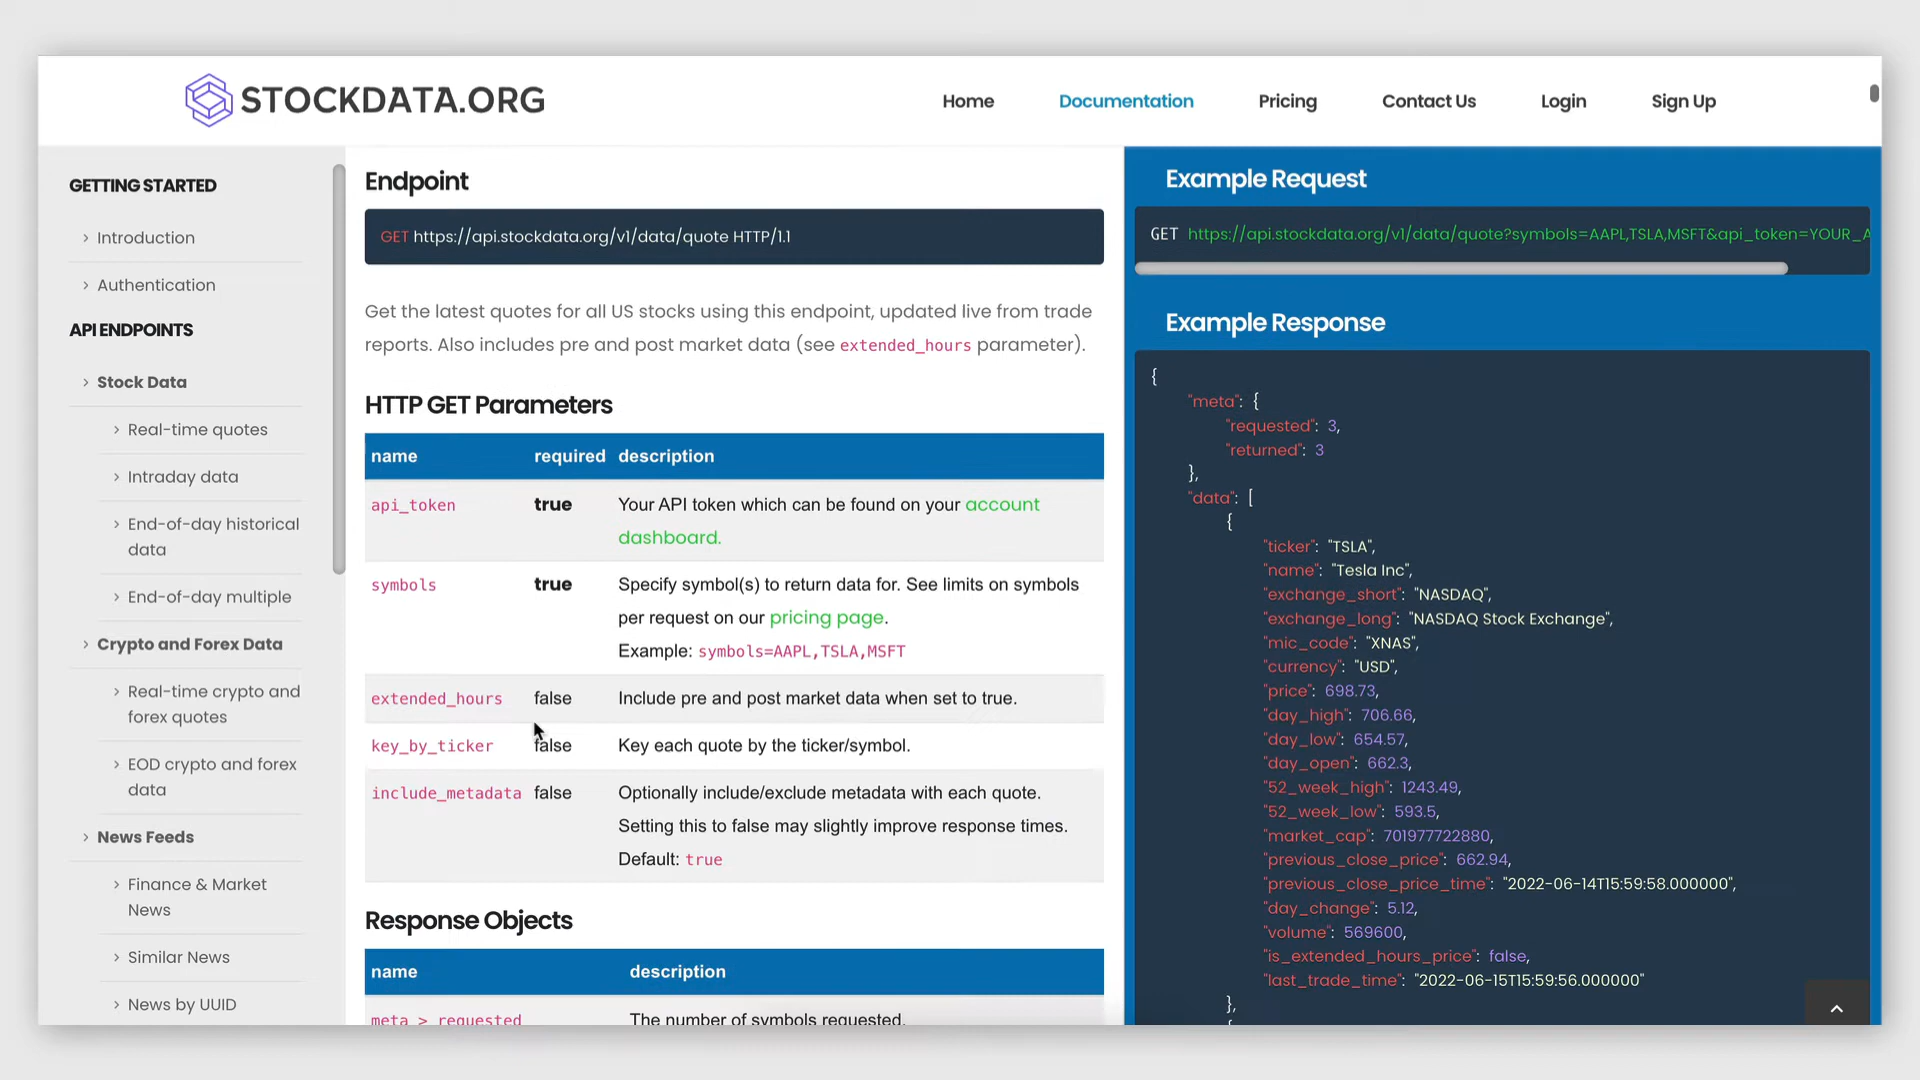 STOCKDATA.ORG
Home
Documentation
Pricing
Contact Us
Login
Sign Up
GETTING STARTED
Introduction
Authentication
API ENDPOINTS
Stock Data
Real-time quotes
Intraday data
End-of-day historical
data
End-of-day multiple
Crypto and Forex Data
Real-time crypto and
forex quotes
EOD crypto and forex
data
News Feeds
Finance & Market
News
Similar News
News by UUID
Endpoint
GET https://api.stockdata.org/v1/data/quote HTTP/1.1
Get the latest quotes for all US stocks using this endpoint, updated live from trade
reports. Also includes pre and post market data (see extended_hours parameter).
HTTP GET Parameters
name required description
api_token true Your API token which can be found on your account
dashboard.
symbols true Specify symbol(s) to return data for. See limits on symbols
per request on our pricing page.
Example: symbols=AAPL,TSLA,MSFT
extended_hours false Include pre and post market data when set to true.
key_by_ticker false Key each quote by the ticker/symbol.
include_metadata false Optionally include/exclude metadata with each quote.
Setting this to false may slightly improve response times.
Default: true
Response Objects
name description
meta > requested The number of symbols requested.
Example Request
GET https://api.stockdata.org/v1/data/quote?symbols=AAPL,TSLA,MSFT&api_token=YOUR_A
Example Response
{
"meta": {
"requested": 3,
"returned": 3
},
"data": [
{
"ticker": "TSLA",
"name": "Tesla Inc",
"exchange_short": "NASDAQ",
"exchange_long": "NASDAQ Stock Exchange",
"mic_code": "XNAS",
"currency": "USD",
"price": 698.73,
"day_high": 706.66,
"day_low": 654.57,
"day_open": 662.3,
"52_week_high": 1243.49,
"52_week_low": 593.5,
"market_cap": 701977722880,
"previous_close_price": 662.94,
"previous_close_price_time": "2022-06-14T15:59:58.000000",
"day_change": 5.12,
"volume": 569600,
"is_extended_hours_price": false,
"last_trade_time": "2022-06-15T15:59:56.000000"
},
{